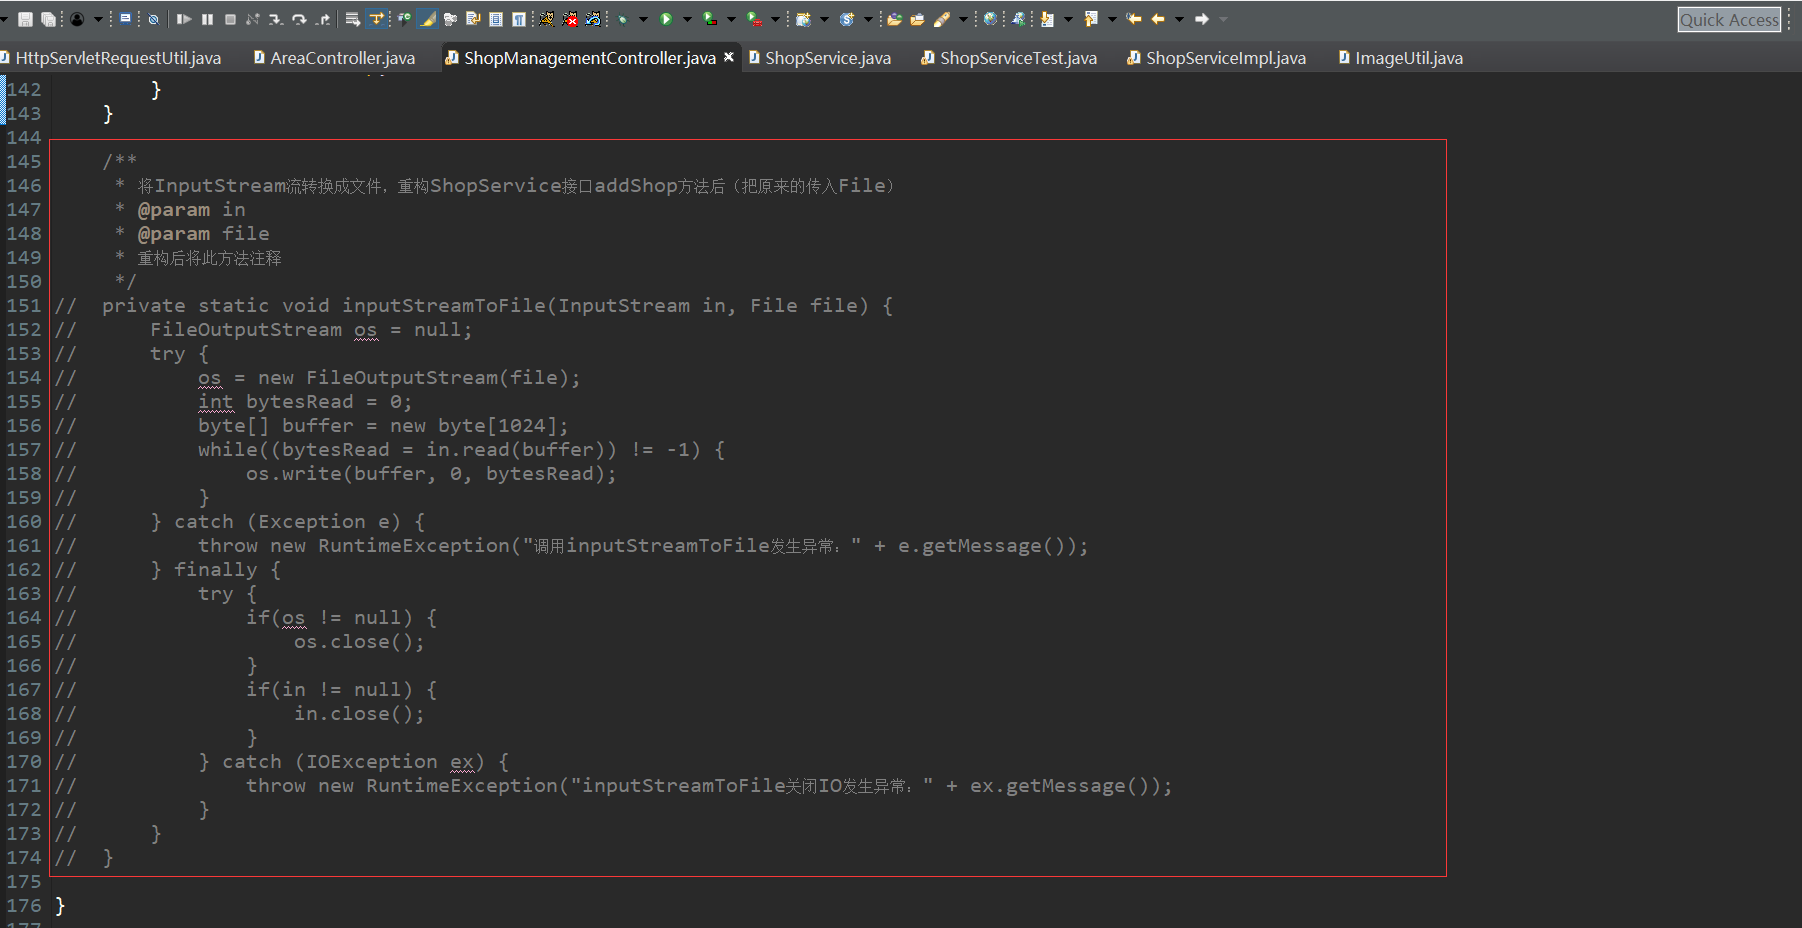 Quick Access
HttpServletRequestUtil.java AreaController.java ShopManagementController.java ShopService.java ShopServiceTest.java ShopServiceImpl.java ImageUtil.java
142         }
143     }
144
145     /**
146      * 将InputStream流转换成文件，重构ShopService接口addShop方法后（把原来的传入File）
147      * @param in
148      * @param file
149      * 重构后将此方法注释
150      */
151 //  private static void inputStreamToFile(InputStream in, File file) {
152 //      FileOutputStream os = null;
153 //      try {
154 //          os = new FileOutputStream(file);
155 //          int bytesRead = 0;
156 //          byte[] buffer = new byte[1024];
157 //          while((bytesRead = in.read(buffer)) != -1) {
158 //              os.write(buffer, 0, bytesRead);
159 //          }
160 //      } catch (Exception e) {
161 //          throw new RuntimeException("调用inputStreamToFile发生异常：" + e.getMessage());
162 //      } finally {
163 //          try {
164 //              if(os != null) {
165 //                  os.close();
166 //              }
167 //              if(in != null) {
168 //                  in.close();
169 //              }
170 //          } catch (IOException ex) {
171 //              throw new RuntimeException("inputStreamToFile关闭IO发生异常：" + ex.getMessage());
172 //          }
173 //      }
174 //  }
175
176 }